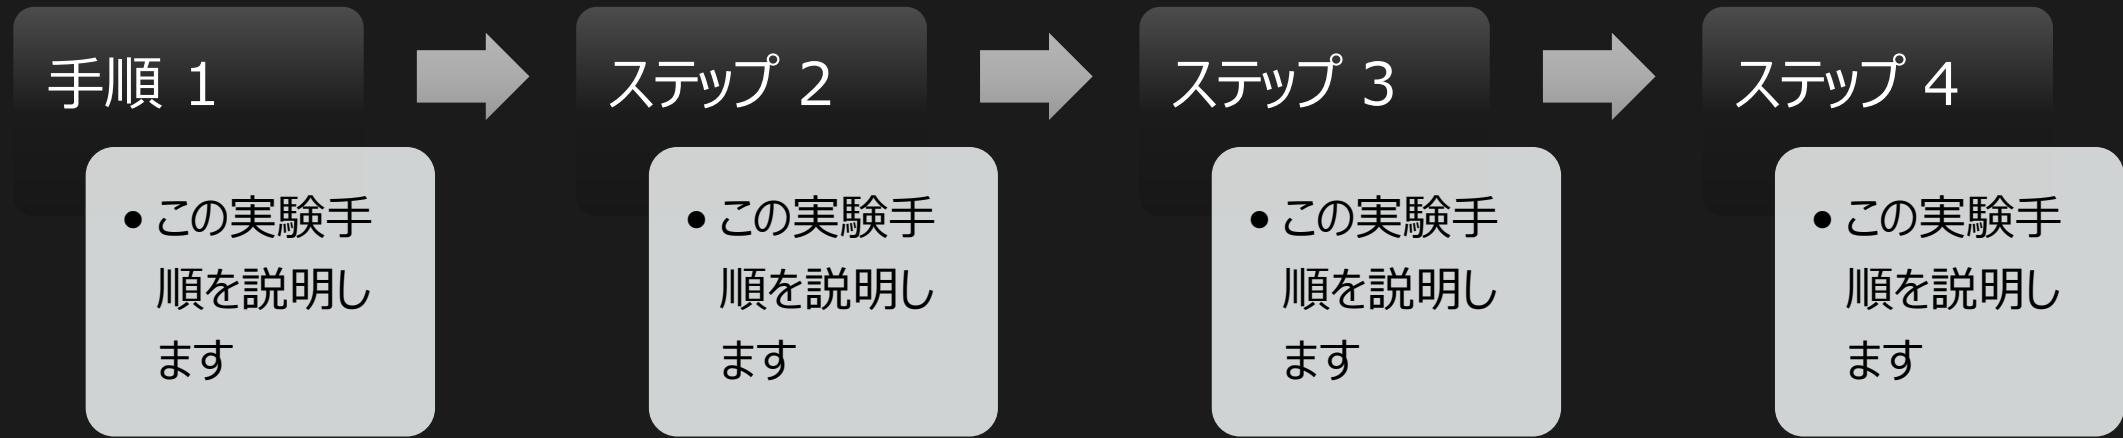 手順 1
• この実験手
順を説明し
ます
ステップ 2
• この実験手
順を説明し
ます
ステップ 3
• この実験手
順を説明し
ます
ステップ 4
• この実験手
順を説明し
ます